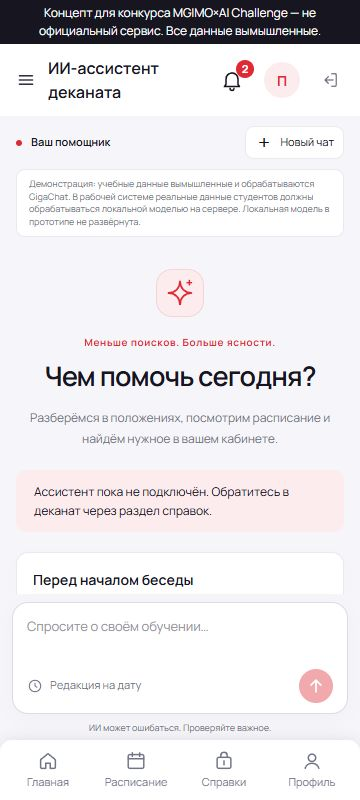 Концепт для конкурса MGIMO×AI Challenge — не
официальный сервис. Все данные вымышленные.
ИИ-ассистент
деканата
2
П
Ваш помощник
Новый чат
Демонстрация: учебные данные вымышленные и обрабатываются
GigaChat. В рабочей системе реальные данные студентов должны
обрабатываться локальной моделью на сервере. Локальная модель в
прототипе не развёрнута.
Меньше поисков. Больше ясности.
Чем помочь сегодня?
Разберёмся в положениях, посмотрим расписание и
найдём нужное в вашем кабинете.
Ассистент пока не подключён. Обратитесь в
деканат через раздел справок.
Перед началом беседы
Спросите о своём обучении...
Редакция на дату
ИИ может ошибаться. Проверяйте важное.
Главная
Расписание
Справки
Профиль